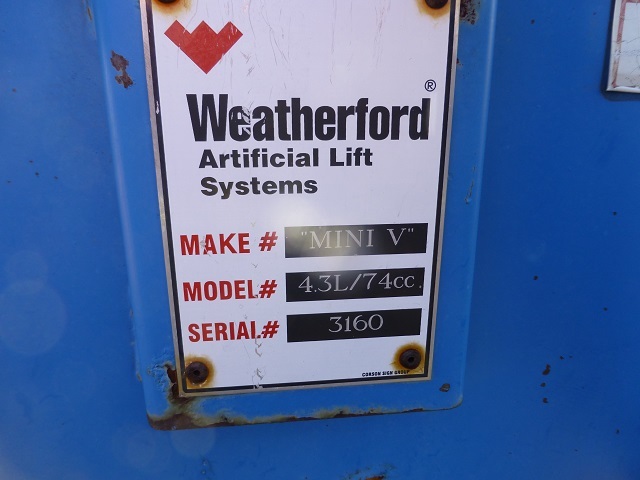 Weatherford®
Artificial Lift
Systems
MAKE # "MINI V"
MODEL# 4.3L/74cc.
SERIAL# 3160
CORSON SIGN GROUP